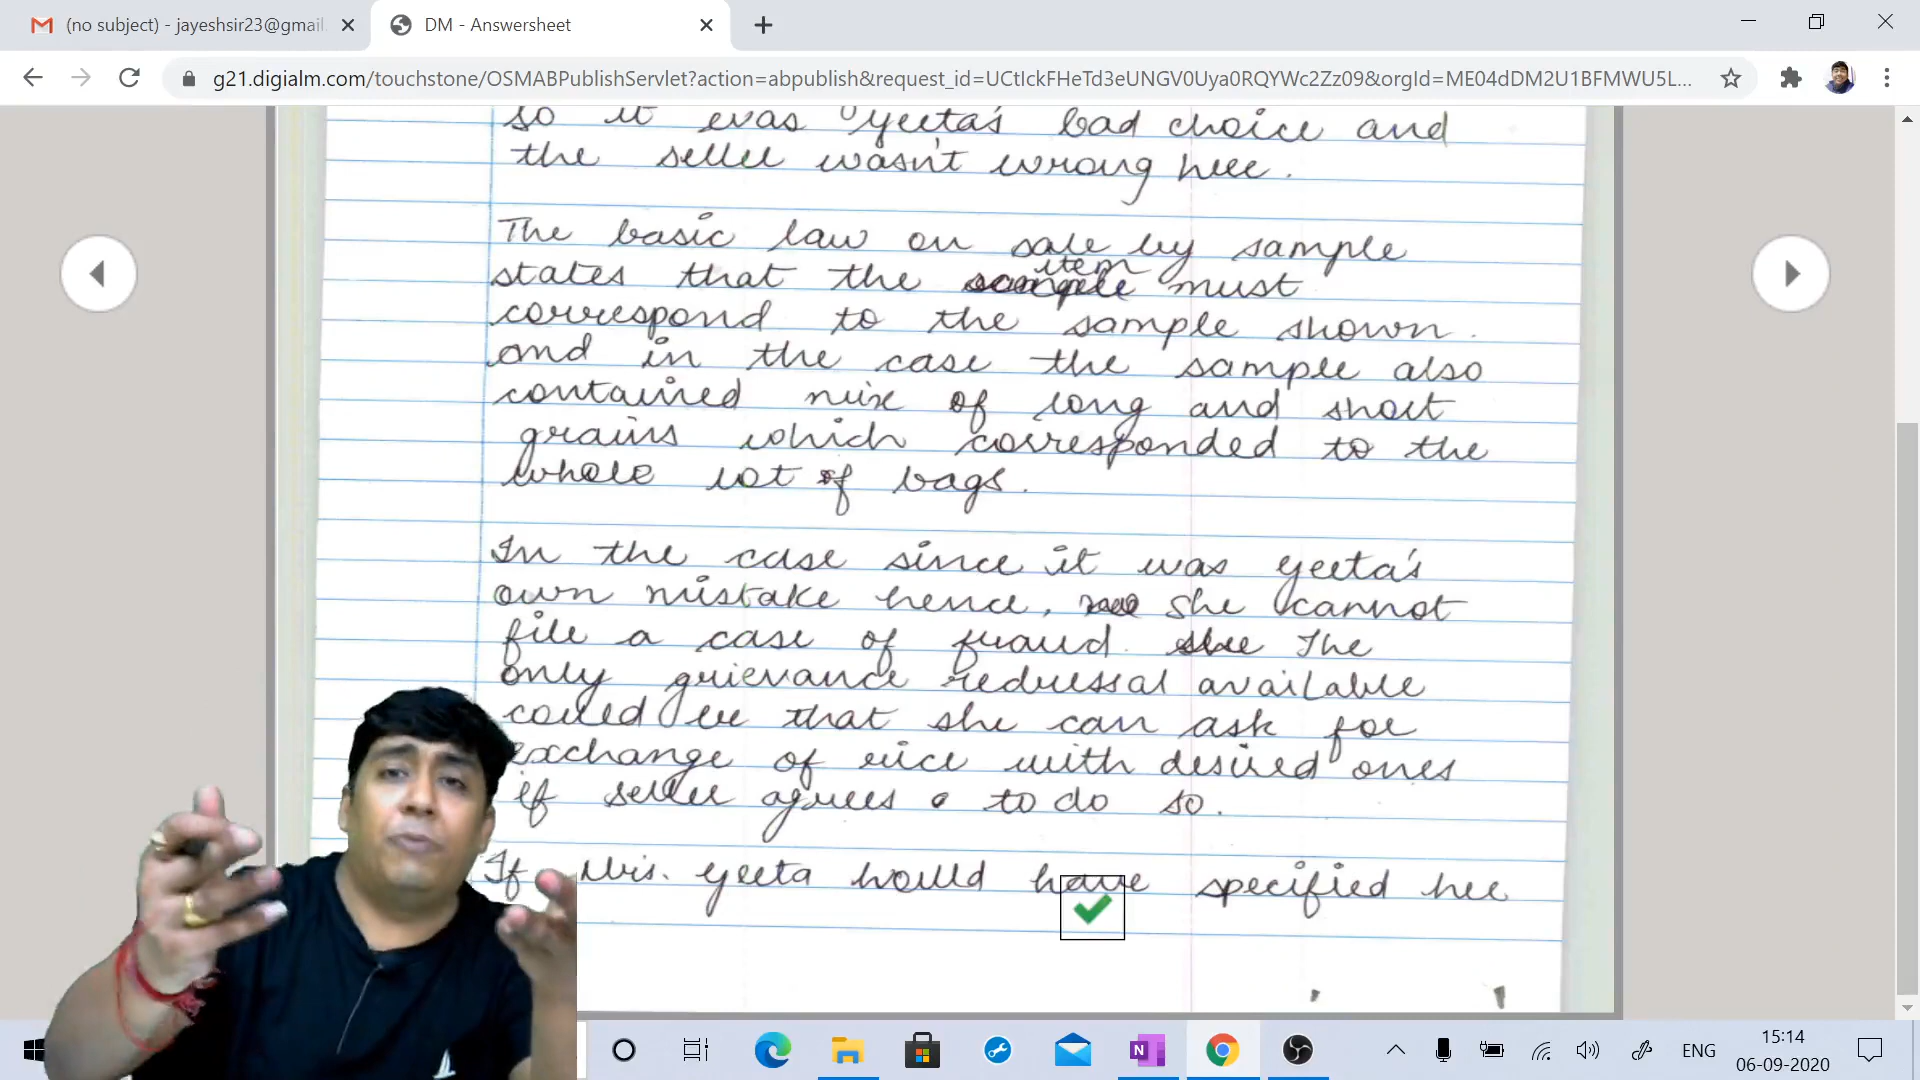 (no subject) - jayeshsir23@gmail.
DM - Answersheet
g21.digialm.com/touchstone/OSMABPublishServlet?action=abpublish&request_id=UCtIckFHeTd3eUNGV0Uya0RQYWc2Zz09&orgId=ME04dDM2U1BFMWU5L...
so it was Geeta's bad choice and
the seller wasn't wrong here.
The basic law on sale by sample
item
states that the sample must
correspond to the sample shown.
and in the case the sample also
contained mix of long and short
grains which corresponded to the
whole lot of bags.
In the case since it was Geeta's
own mistake hence, she cannot
file a case of fraud. The
only grievance redressal available
could be that she can ask for
exchange of rice with desired ones
if seller agrees to do so.
If Mrs. Geeta would have specified her
ENG
15:14
06-09-2020